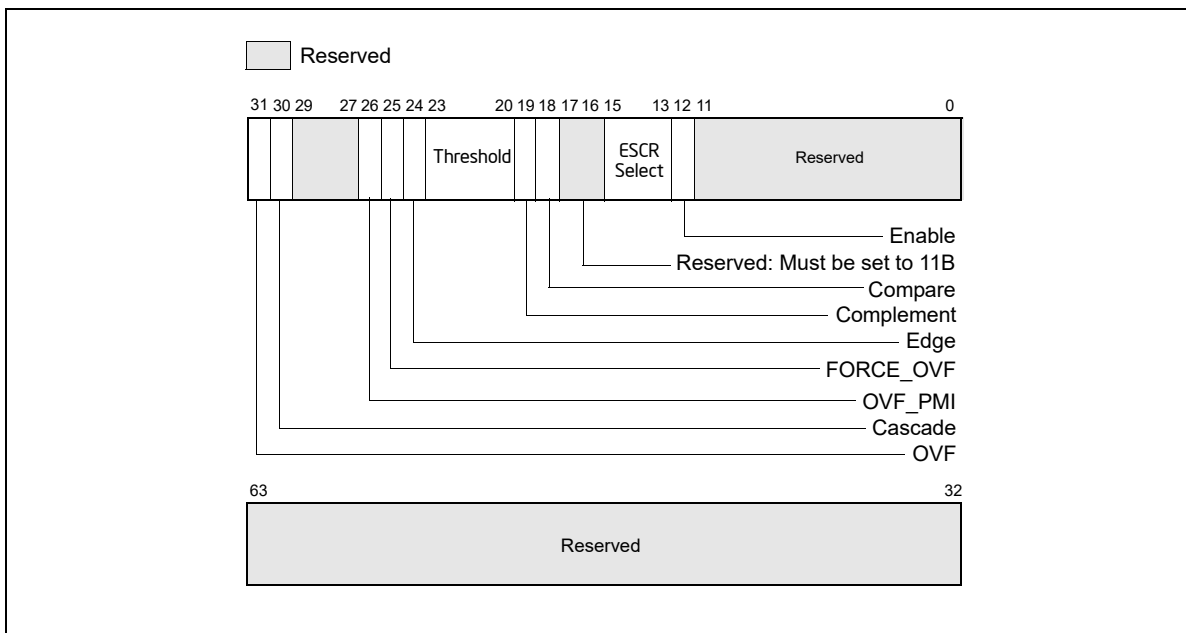 Reserved
31 30 29 27 26 25 24 23 20 19 18 17 16 15 13 12 11 0
Threshold
ESCR
Select
Reserved
Enable
Reserved: Must be set to 11B
Compare
Complement
Edge
FORCE_OVF
OVF_PMI
Cascade
OVF
63 32
Reserved